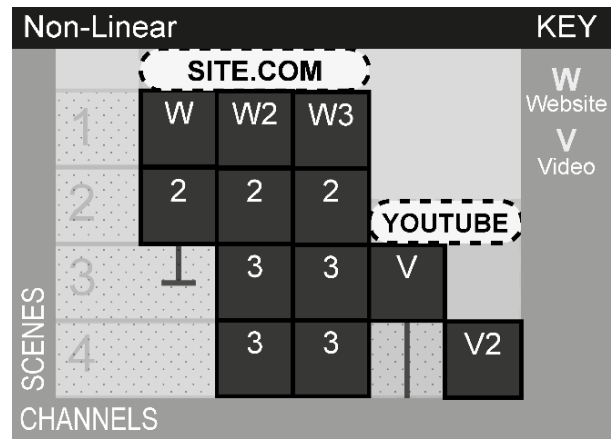 Non-Linear KEY
SITE.COM
W
Website
V
Video
1 W W2 W3
2 2 2 2
YOUTUBE
3 3 3 V
4 3 3 V2
SCENES
CHANNELS